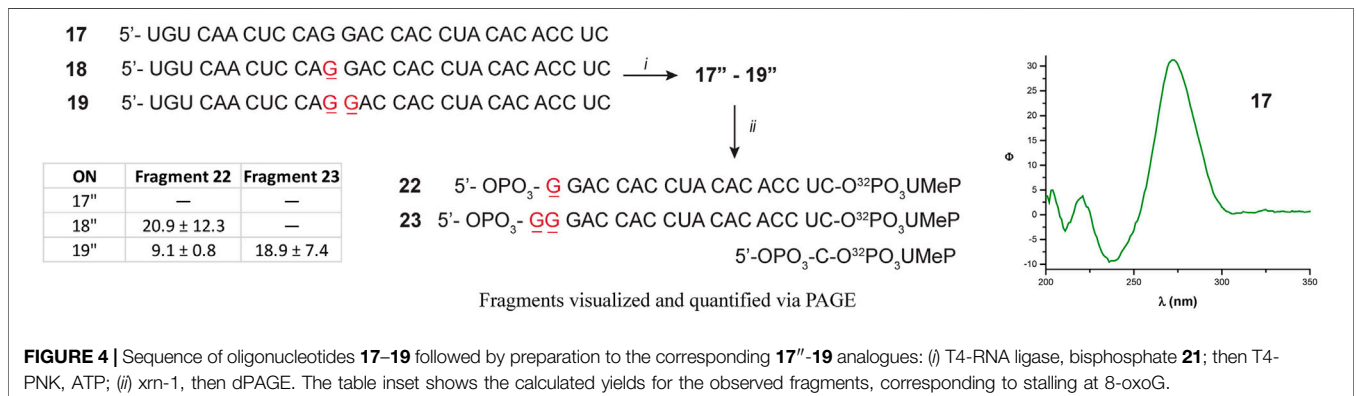 17 5'- UGU CAA CUC CAG GAC CAC CUA CAC ACC UC
18 5'- UGU CAA CUC CAG GAC CAC CUA CAC ACC UC
19 5'- UGU CAA CUC CAG GAC CAC CUA CAC ACC UC
i
17” - 19”
ii
ON Fragment 22 Fragment 23
17" — —
18" 20.9 ± 12.3 —
19" 9.1 ± 0.8 18.9 ± 7.4
22 5'- OPO₃- G GAC CAC CUA CAC ACC UC-O³²PO₃UMeP
23 5'- OPO₃- GG GAC CAC CUA CAC ACC UC-O³²PO₃UMeP
5'-OPO₃-C-O³²PO₃UMeP
Fragments visualized and quantified via PAGE
17
Φ
30
25
20
15
10
5
0
-5
-10
200 250 300 350
λ (nm)
FIGURE 4 | Sequence of oligonucleotides 17–19 followed by preparation to the corresponding 17″-19 analogues: (i) T4-RNA ligase, bisphosphate 21; then T4-
PNK, ATP; (ii) xrn-1, then dPAGE. The table inset shows the calculated yields for the observed fragments, corresponding to stalling at 8-oxoG.